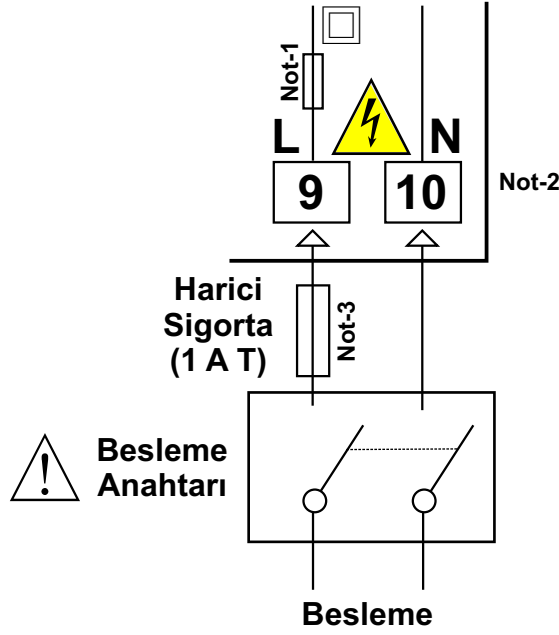 Not-1
L
N
9
10
Not-2
Harici
Sigorta
(1 A T)
Not-3
Besleme
Anahtarı
Besleme